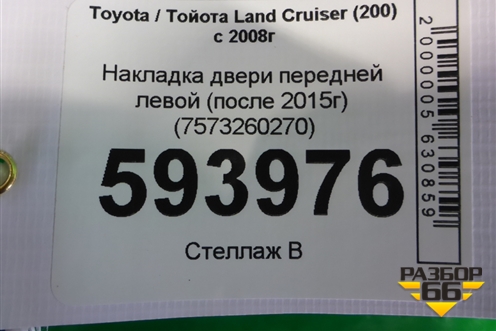 Toyota / Тойота Land Cruiser (200)
с 2008г
Накладка двери передней
левой (после 2015г)
(7573260270)
593976
Стеллаж В
2000005630859
РАЗБОР
66